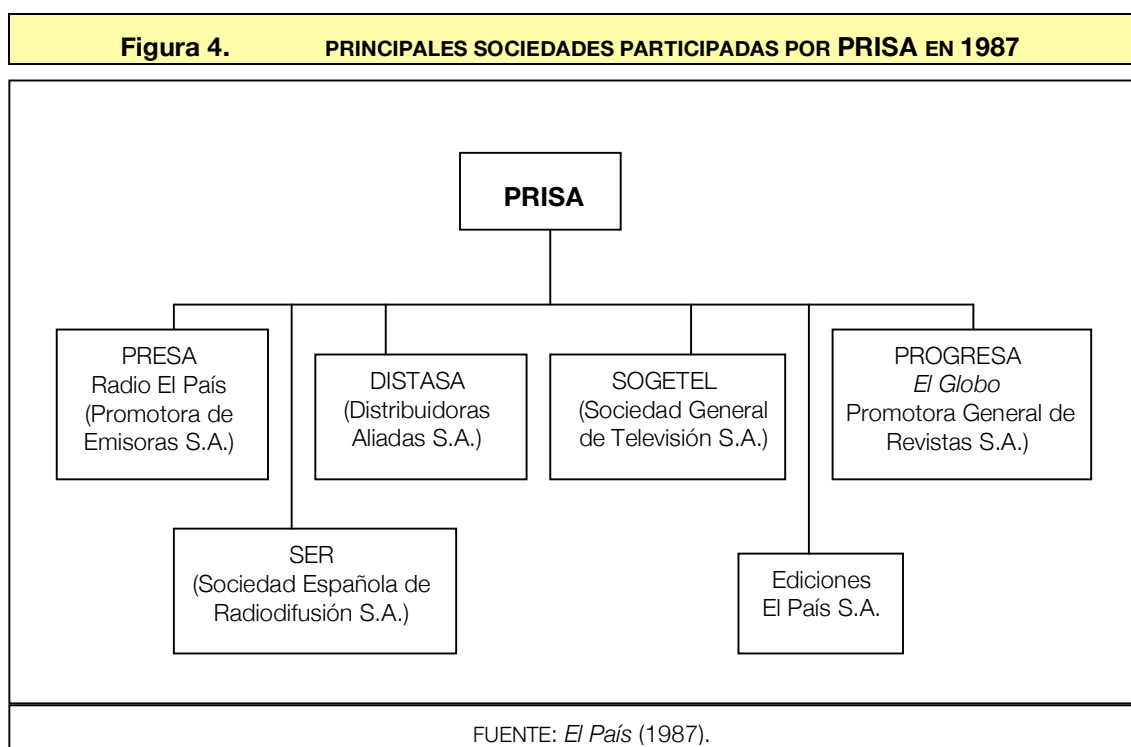 Figura 4. PRINCIPALES SOCIEDADES PARTICIPADAS POR PRISA EN 1987
PRISA
PRESA
Radio El País
(Promotora de
Emisoras S.A.)
DISTASA
(Distribuidoras
Aliadas S.A.)
SOGETEL
(Sociedad General
de Televisión S.A.)
PROGRESA
El Globo
Promotora General de
Revistas S.A.)
SER
(Sociedad Española de
Radiodifusión S.A.)
Ediciones
El País S.A.
FUENTE: El País (1987).